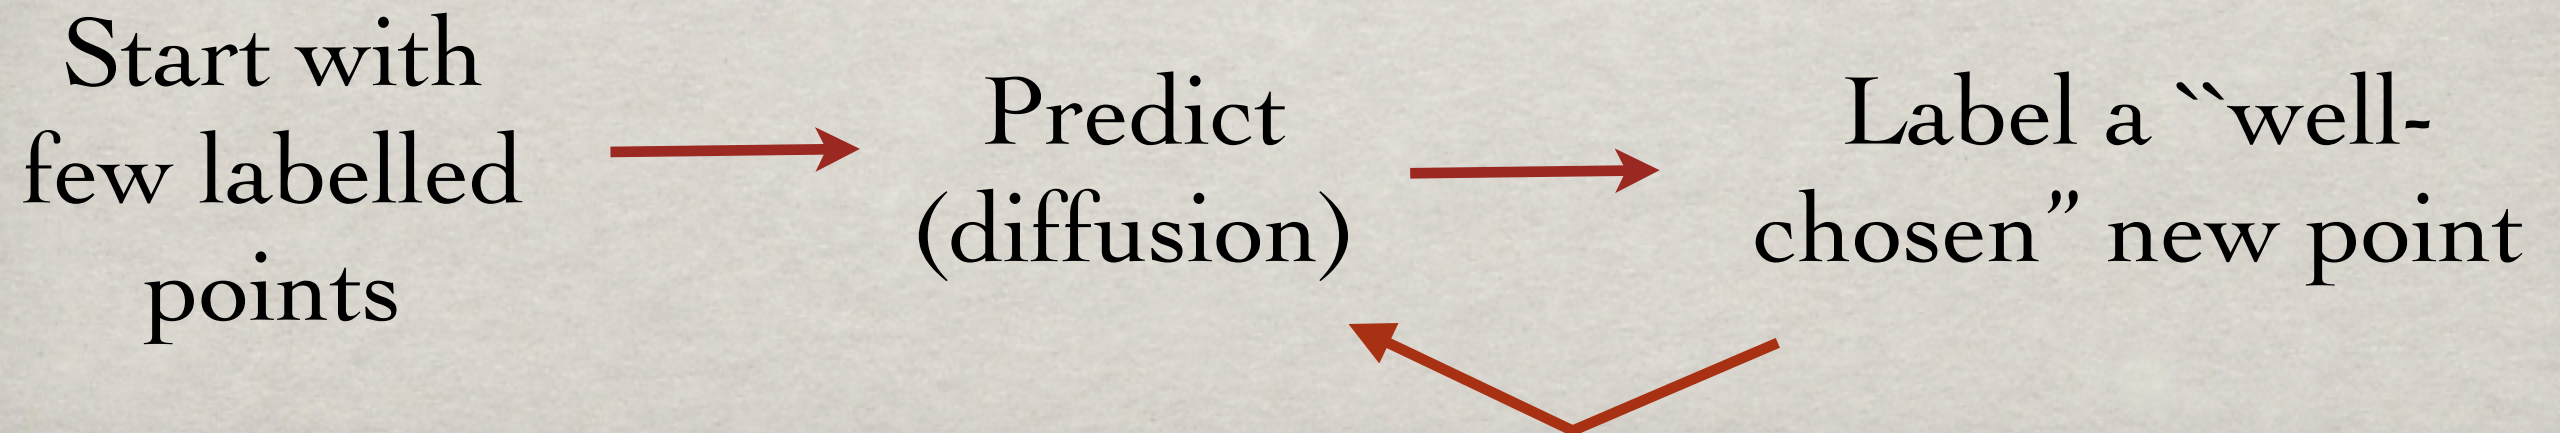 Start with
few labelled
points
Predict
(diffusion)
Label a ``well-
chosen” new point